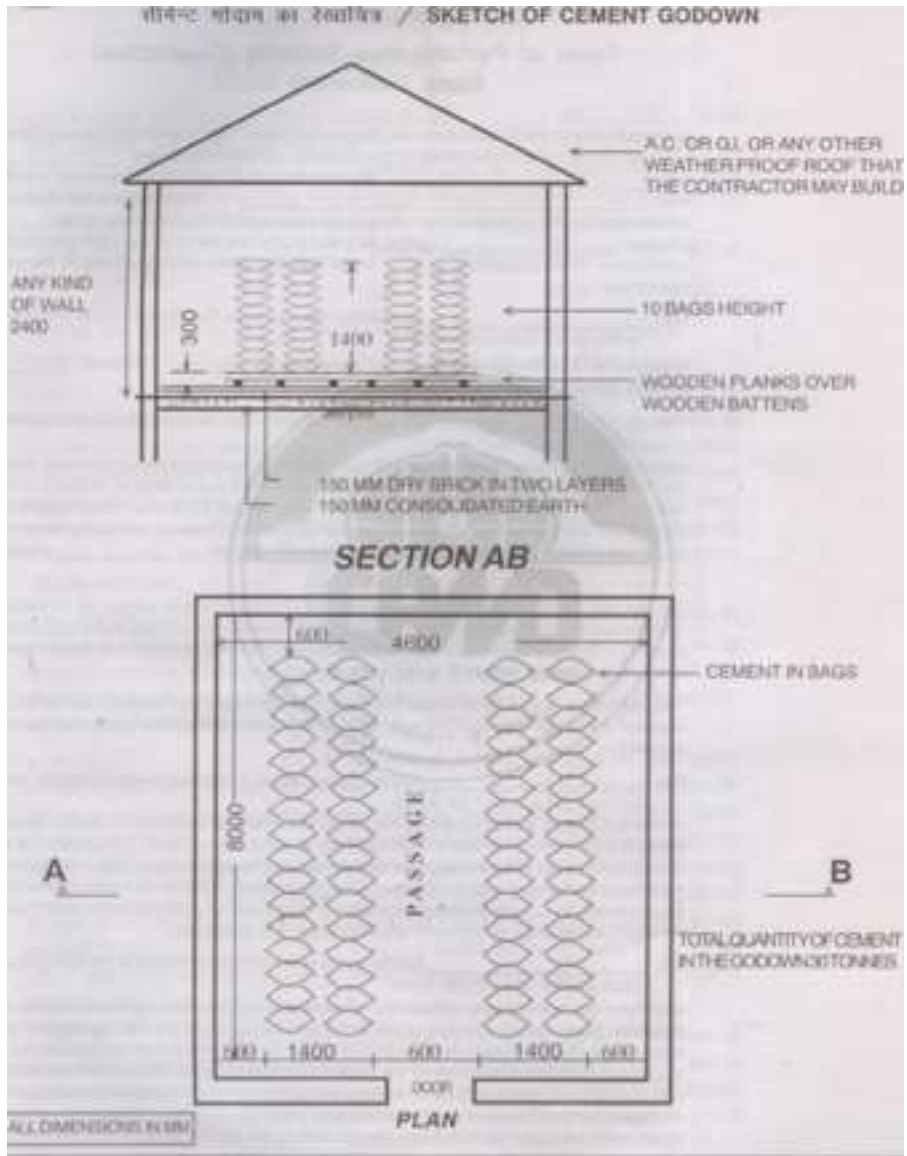 सीमेन्ट गोदाम का रेखाचित्र / SKETCH OF CEMENT GODOWN
A.C. OR G.I. OR ANY OTHER
WEATHER PROOF ROOF THAT
THE CONTRACTOR MAY BUILD
ANY KIND
OF WALL
2400
300
1400
10 BAGS HEIGHT
WOODEN PLANKS OVER
WOODEN BATTENS
150 MM DRY BRICK IN TWO LAYERS
150 MM CONSOLIDATED EARTH
SECTION AB
600
4600
CEMENT IN BAGS
8000
PASSAGE
A
B
TOTAL QUANTITY OF CEMENT
IN THE GODOWN 30 TONNES
600 1400 600 1400 600
DOOR
PLAN
ALL DIMENSIONS IN MM